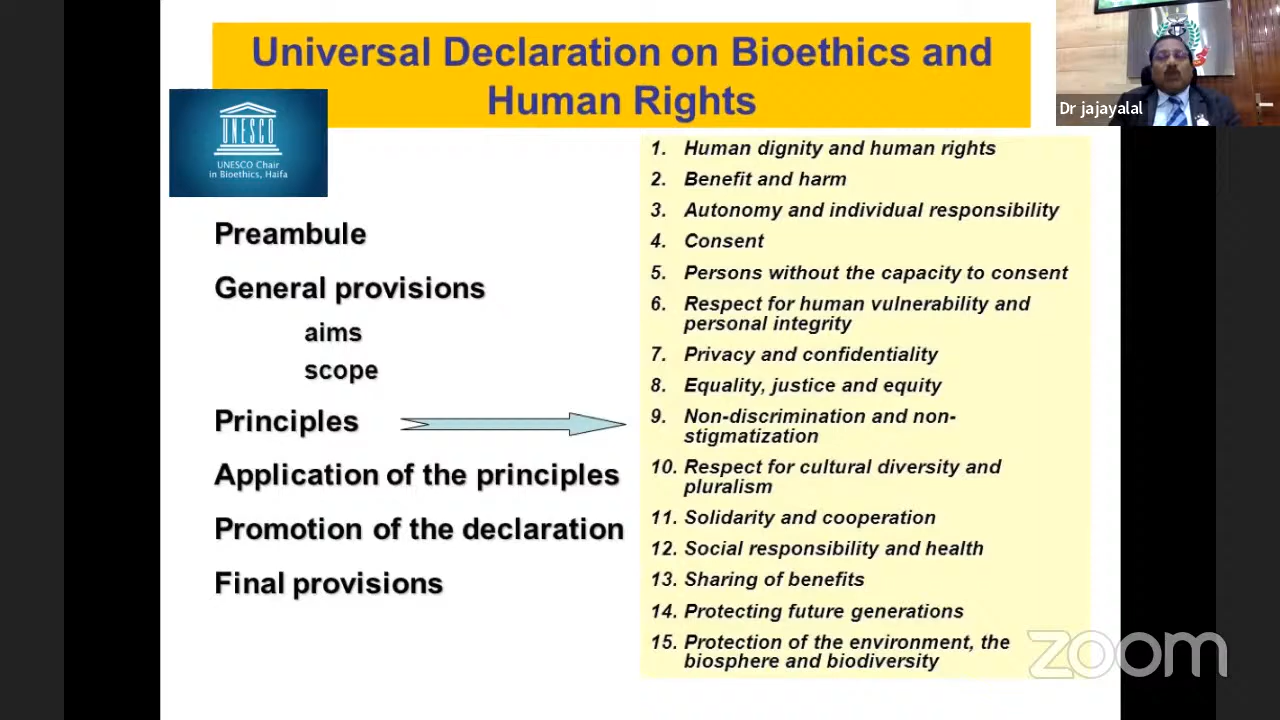 Universal Declaration on Bioethics and
Human Rights
UNESCO
UNESCO Chair
in Bioethics, Haifa
Dr jajayalal
Preambule
General provisions
aims
scope
Principles
Application of the principles
Promotion of the declaration
Final provisions
1. Human dignity and human rights
2. Benefit and harm
3. Autonomy and individual responsibility
4. Consent
5. Persons without the capacity to consent
6. Respect for human vulnerability and
personal integrity
7. Privacy and confidentiality
8. Equality, justice and equity
9. Non-discrimination and non-
stigmatization
10. Respect for cultural diversity and
pluralism
11. Solidarity and cooperation
12. Social responsibility and health
13. Sharing of benefits
14. Protecting future generations
15. Protection of the environment, the
biosphere and biodiversity
zoom